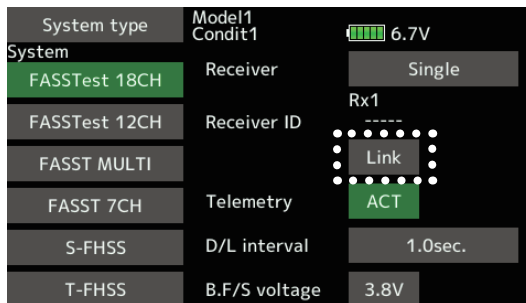 System type
Model1
Condit1
6.7V
System
FASSTest 18CH
FASSTest 12CH
FASST MULTI
FASST 7CH
S-FHSS
T-FHSS
Receiver
Single
Rx1
Receiver ID
-----
Link
Telemetry
ACT
D/L interval
1.0sec.
B.F/S voltage
3.8V